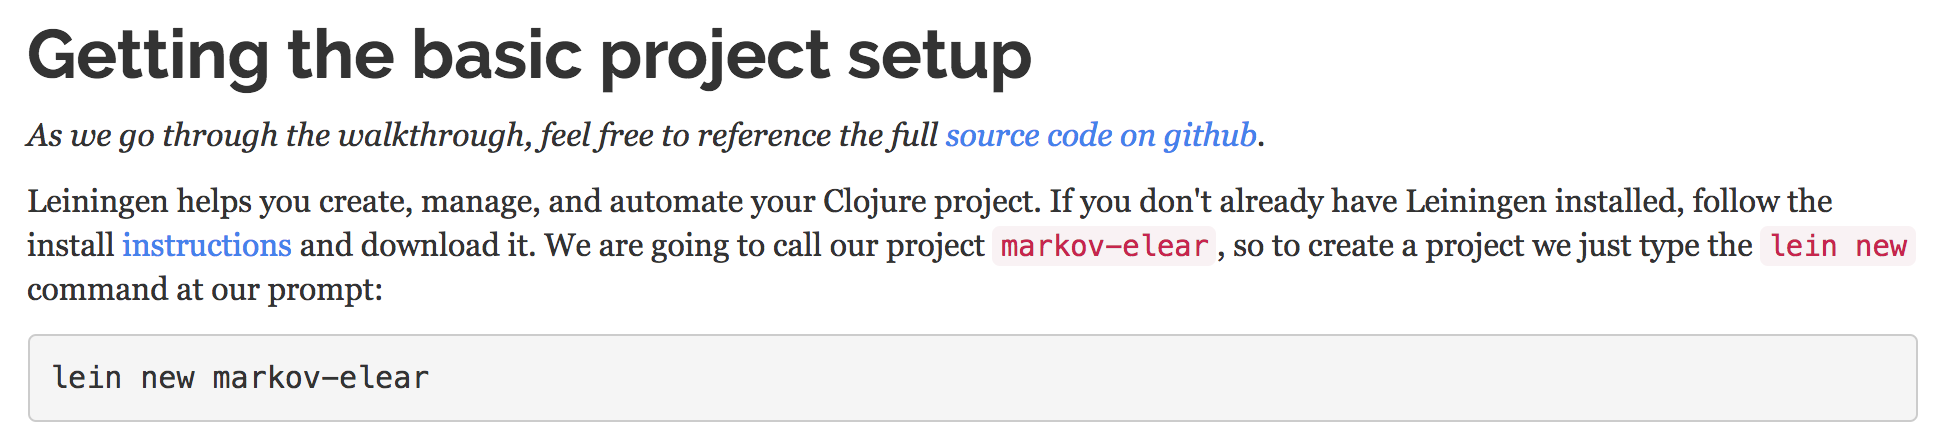 Getting the basic project setup
As we go through the walkthrough, feel free to reference the full source code on github.
Leiningen helps you create, manage, and automate your Clojure project. If you don't already have Leiningen installed, follow the
install instructions and download it. We are going to call our project markov-elear, so to create a project we just type the lein new
command at our prompt:
lein new markov-elear